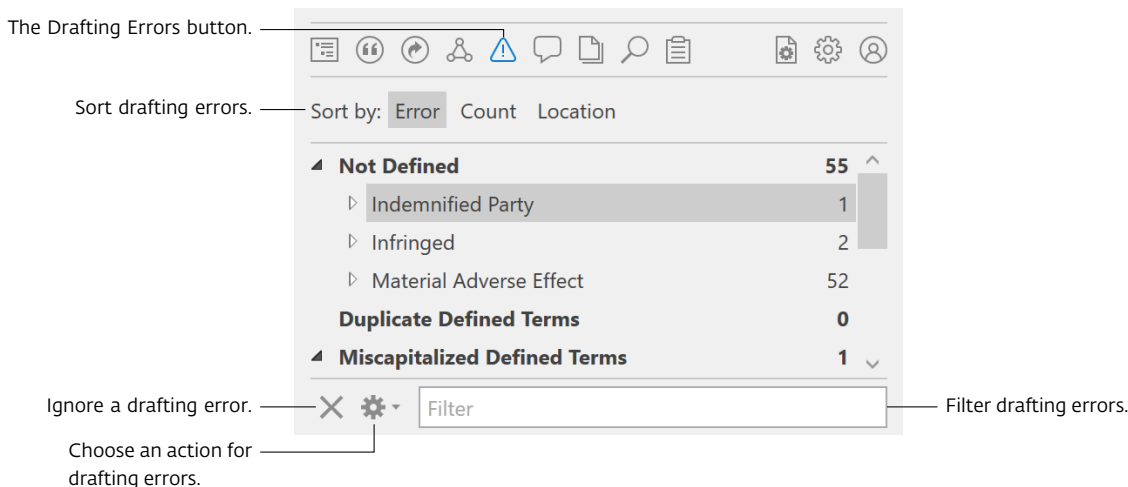 The Drafting Errors button.
Sort drafting errors.
Sort by: Error Count Location
Not Defined 55
Indemnified Party 1
Infringed 2
Material Adverse Effect 52
Duplicate Defined Terms 0
Miscapitalized Defined Terms 1
Ignore a drafting error.
Filter
Filter drafting errors.
Choose an action for
drafting errors.